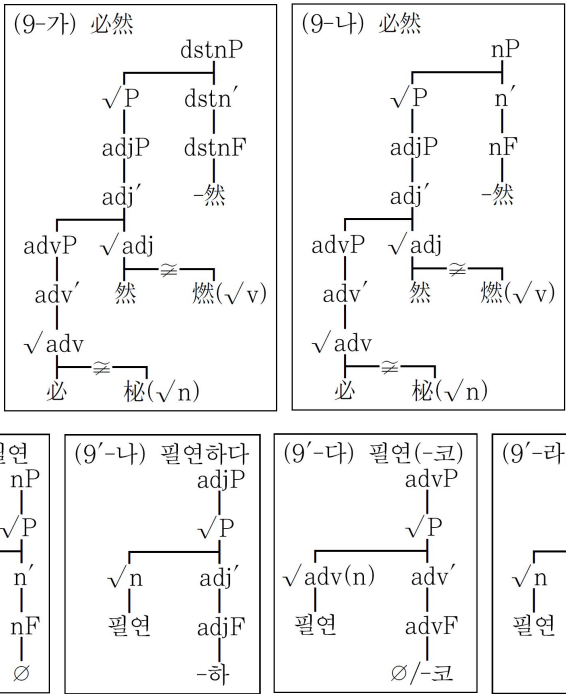 (9-가) 必然
dstnP
√P dstn′
adjP dstnF
adj′ -然
advP √adj
adv′ 然 ≆ 燃(√v)
√adv
必 ≆ 柲(√n)
(9-나) 必然
nP
√P n′
adjP nF
adj′ -然
advP √adj
adv′ 然 ≆ 燃(√v)
√adv
必 ≆ 柲(√n)
필연
nP
√P
n′
nF
∅
(9′-나) 필연하다
adjP
√P
√n adj′
필연 adjF
-하
(9′-다) 필연(-코)
advP
√P
√adv(n) adv′
필연 advF
∅/-코
(9′-라
√n
필연